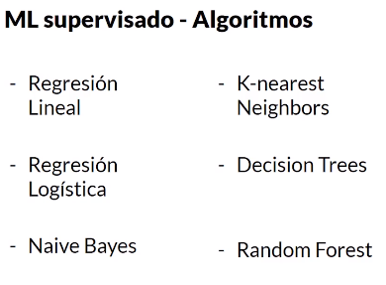 ML supervisado - Algoritmos
- Regresión
Lineal
- Regresión
Logística
- Naive Bayes
- K-nearest
Neighbors
- Decision Trees
- Random Forest